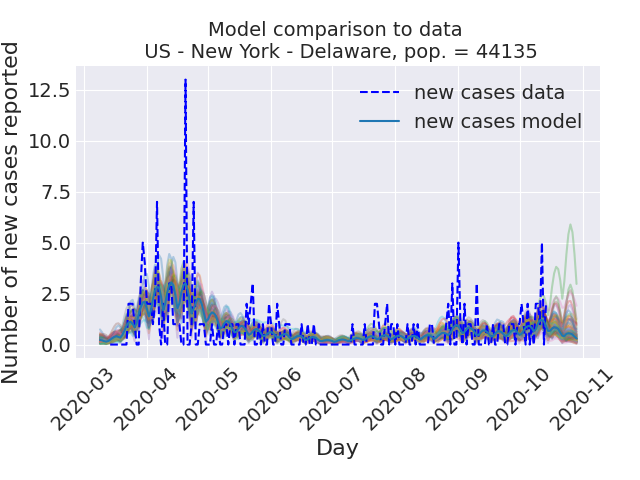 Model comparison to data
US - New York - Delaware, pop. = 44135
Number of new cases reported
12.5
10.0
7.5
5.0
2.5
0.0
new cases data
new cases model
2020-03
2020-04
2020-05
2020-06
2020-07
2020-08
2020-09
2020-10
2020-11
Day